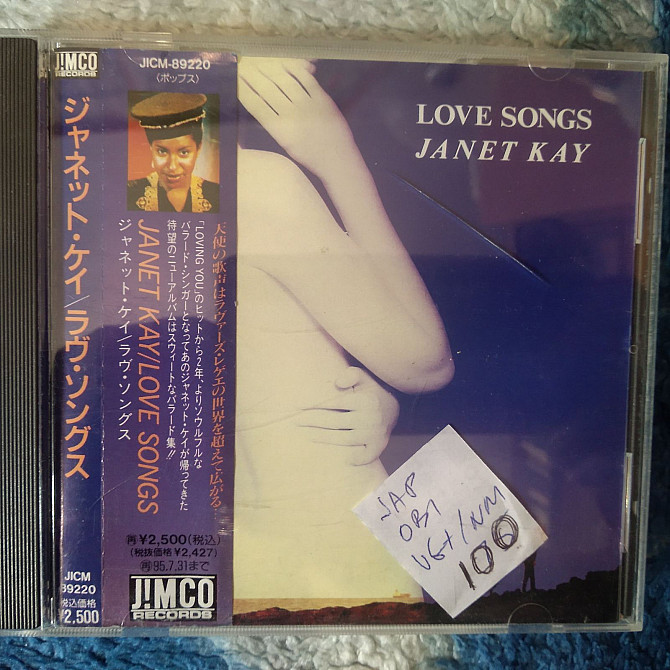 J!MCO
RECORDS
ジャネット・ケイ/ラヴ・ソングス
JICM
89220
税込価格
¥2,500
JICM-89220
(ポップス)
天使の歌声はラヴァーズ・レゲエの世界を超えて広がる。
「LOVING YOU」のヒットから2年、よりソウルフルな
バラード・シンガーとなってあのジャネット・ケイが帰ってきた
待望のニューアルバムはスウィートなバラード集!!
JANET KAY/LOVE SONGS
ジャネット・ケイ/ラヴ・ソングス
再¥2,500(税込)
(税抜価格¥2,427)
再95.7.31まで
J!MCO
RECORDS
LOVE SONGS
JANET KAY
JAP
OBI
VG+/NM
100